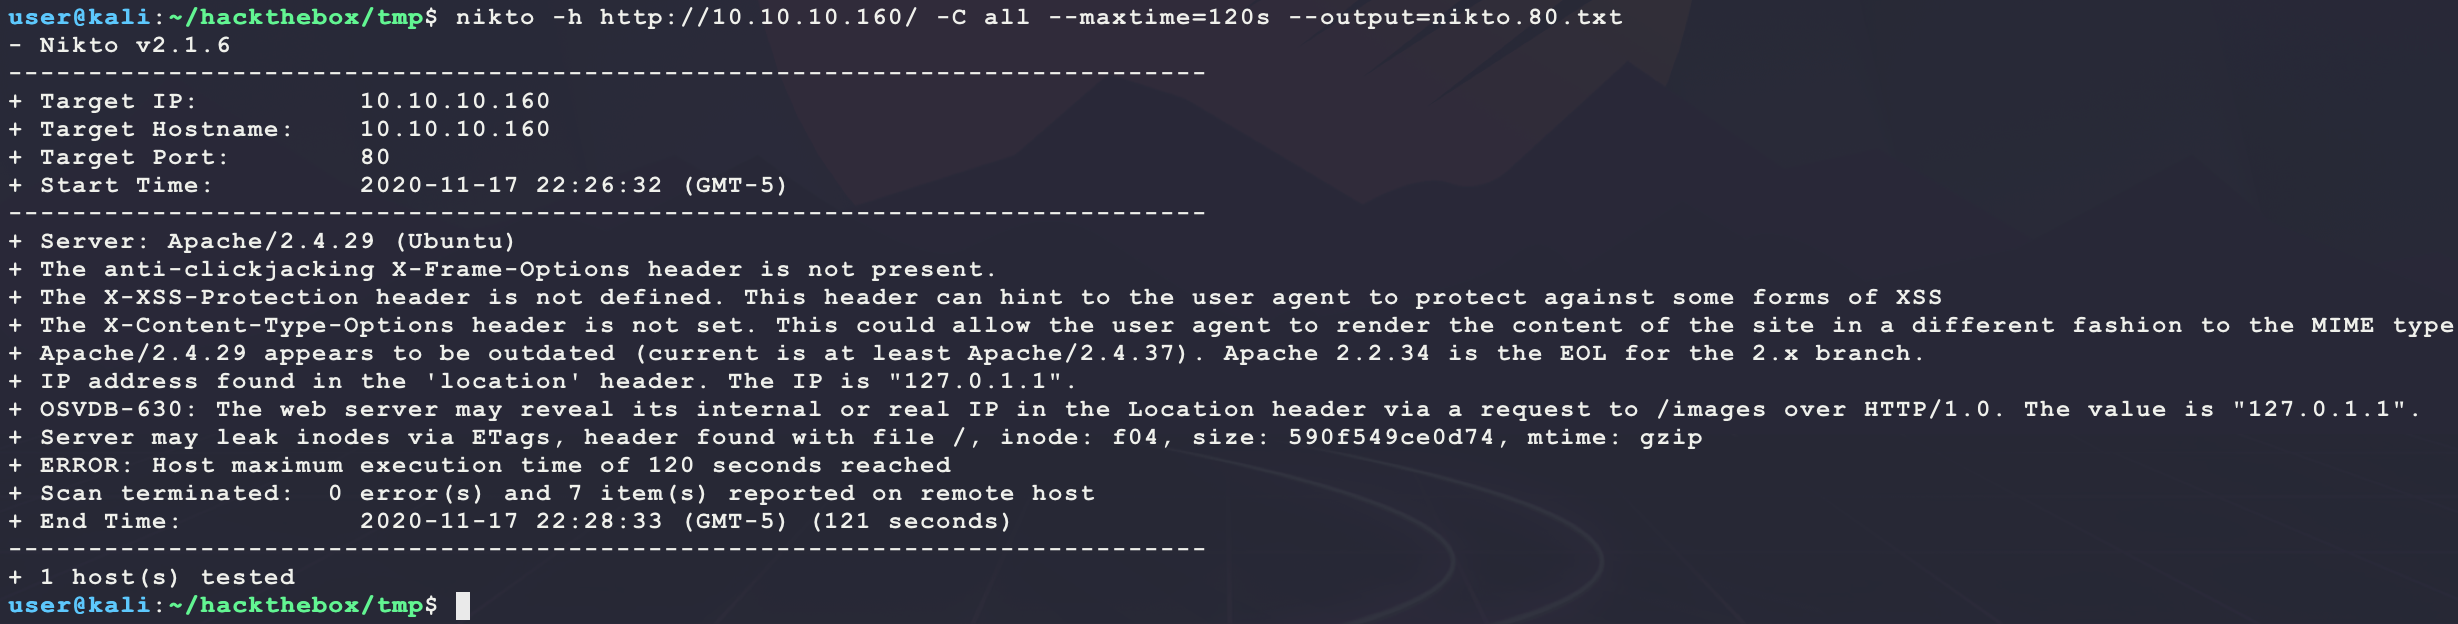 user@kali:~/hackthebox/tmp$ nikto -h http://10.10.10.160/ -C all --maxtime=120s --output=nikto.80.txt
- Nikto v2.1.6
---------------------------------------------------------------------------
+ Target IP:          10.10.10.160
+ Target Hostname:    10.10.10.160
+ Target Port:        80
+ Start Time:         2020-11-17 22:26:32 (GMT-5)
---------------------------------------------------------------------------
+ Server: Apache/2.4.29 (Ubuntu)
+ The anti-clickjacking X-Frame-Options header is not present.
+ The X-XSS-Protection header is not defined. This header can hint to the user agent to protect against some forms of XSS
+ The X-Content-Type-Options header is not set. This could allow the user agent to render the content of the site in a different fashion to the MIME type
+ Apache/2.4.29 appears to be outdated (current is at least Apache/2.4.37). Apache 2.2.34 is the EOL for the 2.x branch.
+ IP address found in the 'location' header. The IP is "127.0.1.1".
+ OSVDB-630: The web server may reveal its internal or real IP in the Location header via a request to /images over HTTP/1.0. The value is "127.0.1.1".
+ Server may leak inodes via ETags, header found with file /, inode: f04, size: 590f549ce0d74, mtime: gzip
+ ERROR: Host maximum execution time of 120 seconds reached
+ Scan terminated:  0 error(s) and 7 item(s) reported on remote host
+ End Time:           2020-11-17 22:28:33 (GMT-5) (121 seconds)
---------------------------------------------------------------------------
+ 1 host(s) tested
user@kali:~/hackthebox/tmp$